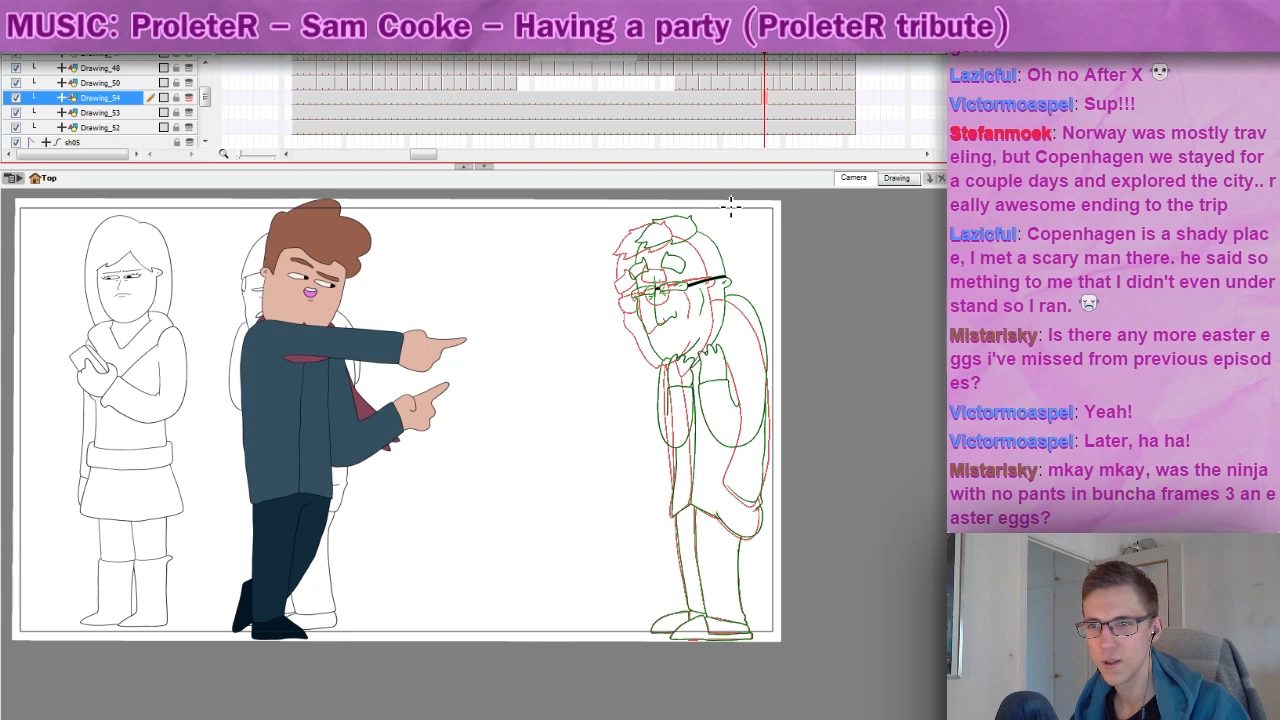 MUSIC: ProleteR – Sam Cooke – Having a party (ProleteR tribute)
Drawing_48
Drawing_50
Drawing_54
Drawing_53
Drawing_52
sh05
Top
Camera
Drawing
Lazicful: Oh no After X
Victormoaspel: Sup!!!
Stefanmoek: Norway was mostly trav
eling, but Copenhagen we stayed for
a couple days and explored the city.. r
eally awesome ending to the trip
Lazicful: Copenhagen is a shady plac
e, I met a scary man there. he said so
mething to me that I didn't even under
stand so I ran.
Mistarisky: Is there any more easter e
ggs i've missed from previous episod
es?
Victormoaspel: Yeah!
Victormoaspel: Later, ha ha!
Mistarisky: mkay mkay, was the ninja
with no pants in buncha frames 3 an e
aster eggs?